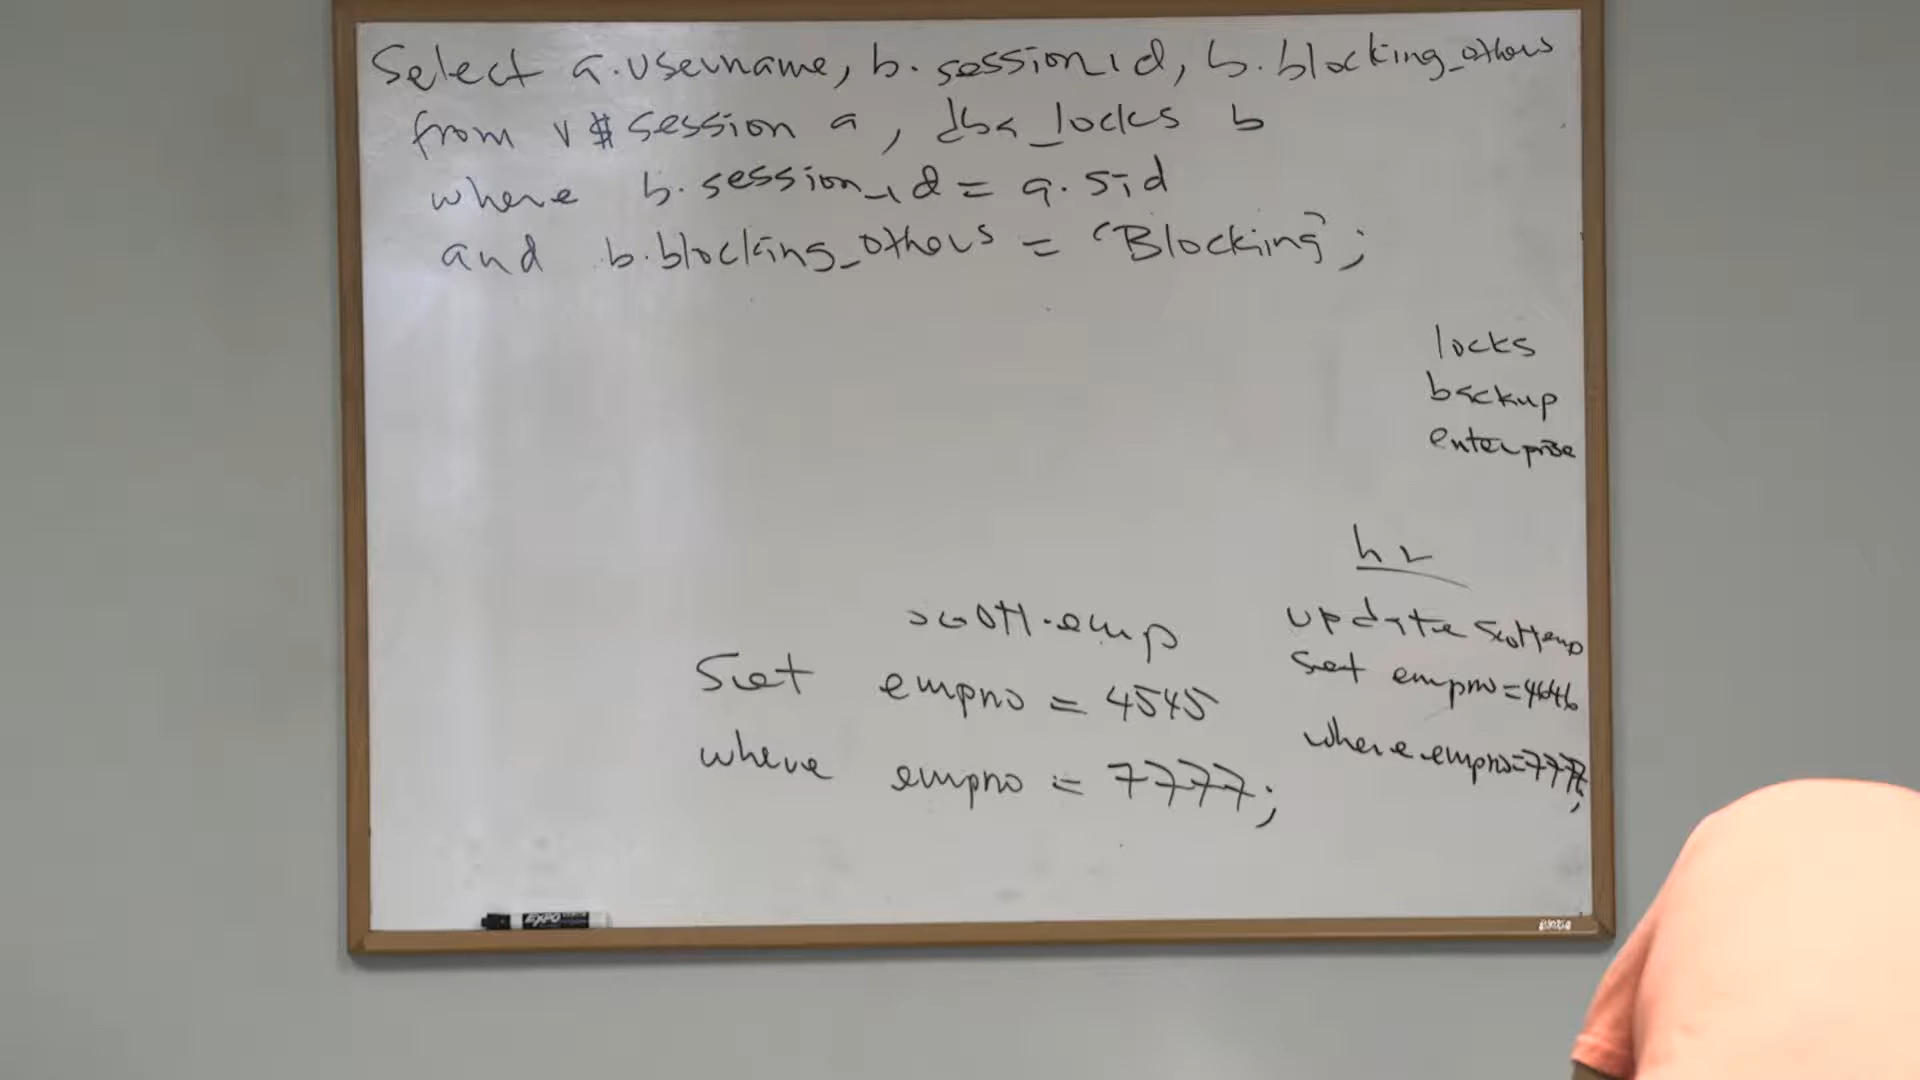 Select a.username, b.session_id, b.blocking_others
from v$session a, dba_locks b
where b.session_id = a.sid
and b.blocking_others = 'Blocking';
locks
backup
enterprise
hr
scott.emp
Set empno = 4545
where empno = 7777;
update scott.emp
set empno = 4646
where empno = 7777;
EXPO